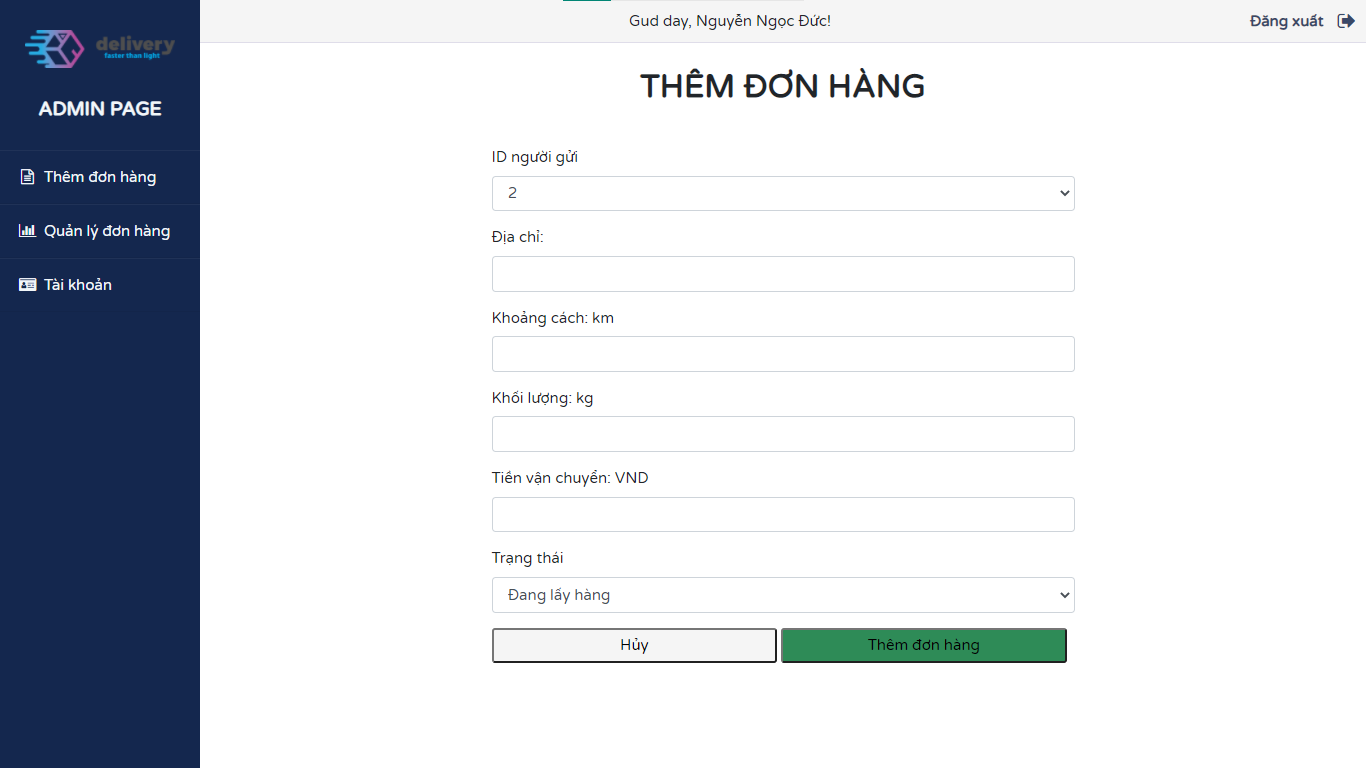 delivery
faster than light
ADMIN PAGE
Thêm đơn hàng
Quản lý đơn hàng
Tài khoản
Gud day, Nguyễn Ngọc Đức!
Đăng xuất
THÊM ĐƠN HÀNG
ID người gửi
2
Địa chỉ:
Khoảng cách: km
Khối lượng: kg
Tiền vận chuyển: VND
Trạng thái
Đang lấy hàng
Hủy
Thêm đơn hàng